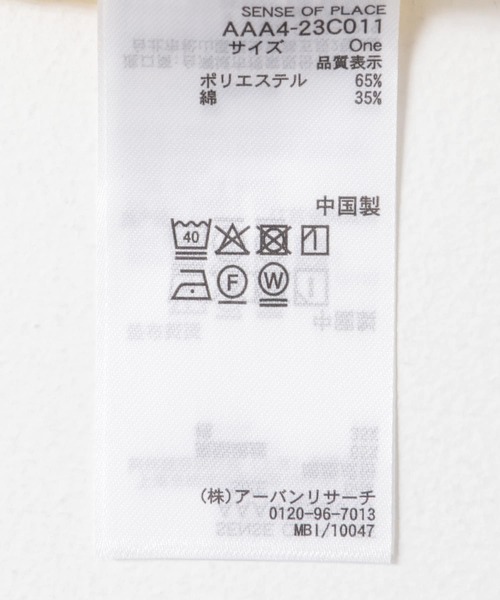 SENSE OF PLACE
AAA4-23C011
サイズ One
品質表示
ポリエステル 65%
綿 35%
中国製
40
F W
(株)アーバンリサーチ
0120-96-7013
MBI/10047